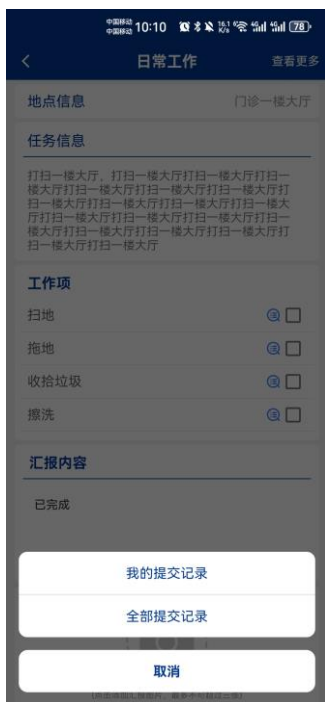 中国移动 中国移动 10:10 16.1 K/s 78
日常工作 查看更多
地点信息 门诊一楼大厅
任务信息
打扫一楼大厅，打扫一楼大厅打扫一楼大厅打扫一
楼大厅打扫一楼大厅打扫一楼大厅打扫一楼大厅打
扫一楼大厅打扫一楼大厅打扫一楼大厅打扫一楼大
厅打扫一楼大厅打扫一楼大厅打扫一楼大厅打扫一
楼大厅打扫一楼大厅打扫一楼大厅打扫一楼大厅打
扫一楼大厅打扫一楼大厅
工作项
扫地
拖地
收拾垃圾
擦洗
汇报内容
已完成
我的提交记录
全部提交记录
取消